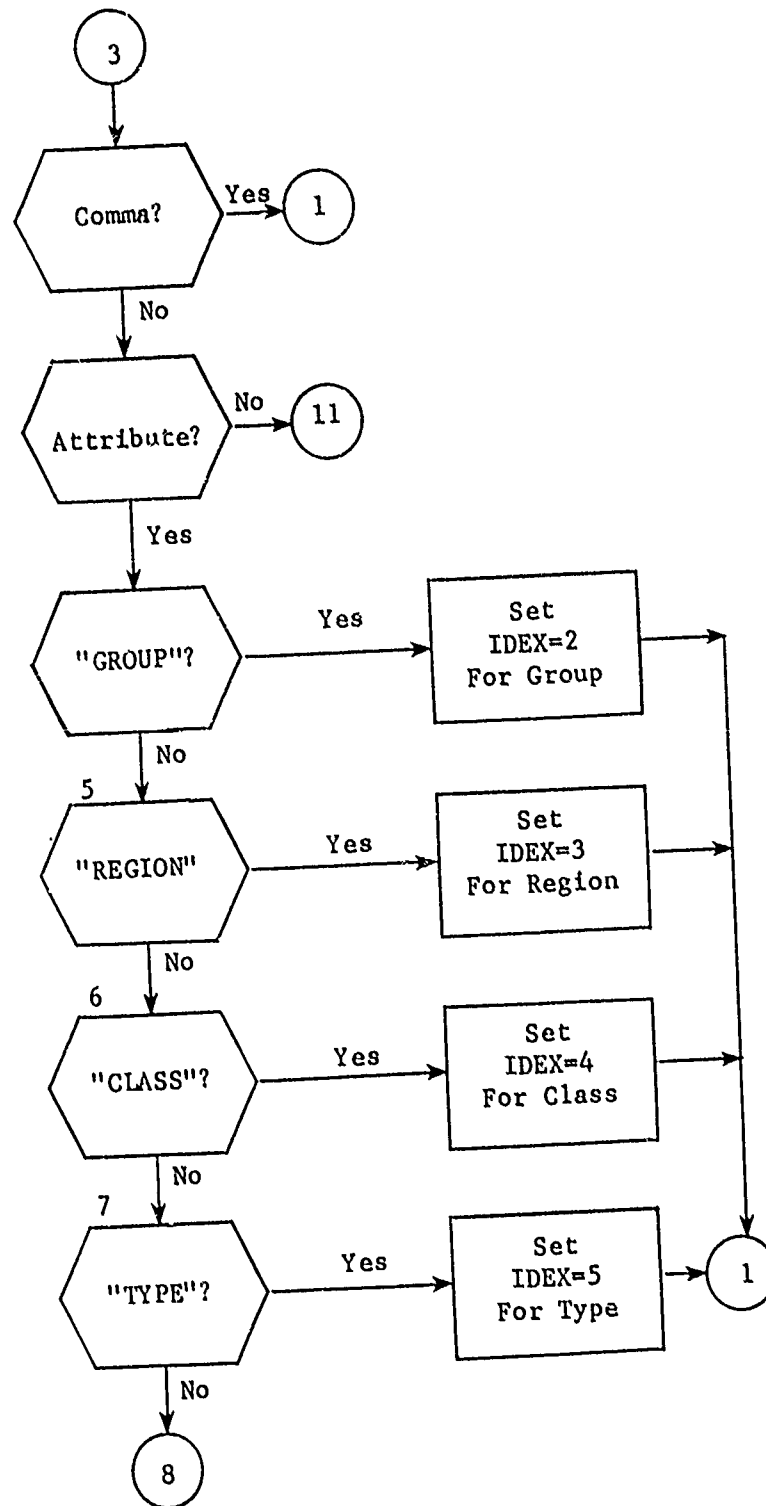 3
Comma?
Yes
1
No
Attribute?
No
11
Yes
"GROUP"?
Yes
Set
IDEX=2
For Group
No
5
"REGION"
Yes
Set
IDEX=3
For Region
No
6
"CLASS"?
Yes
Set
IDEX=4
For Class
No
7
"TYPE"?
Yes
Set
IDEX=5
For Type
1
No
8